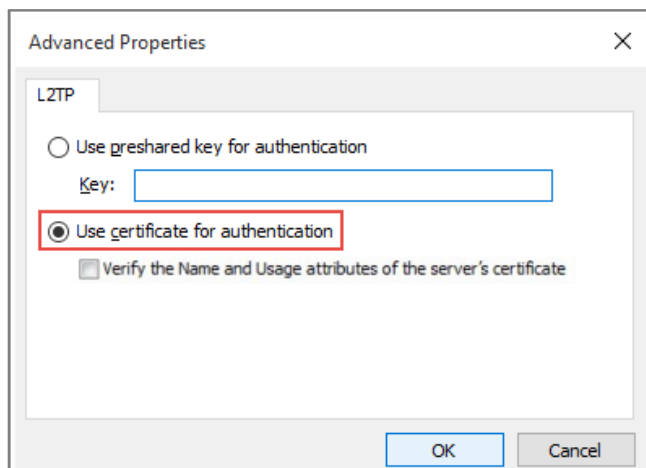 Advanced Properties
L2TP
Use preshared key for authentication
Key:
Use certificate for authentication
Verify the Name and Usage attributes of the server's certificate
OK
Cancel